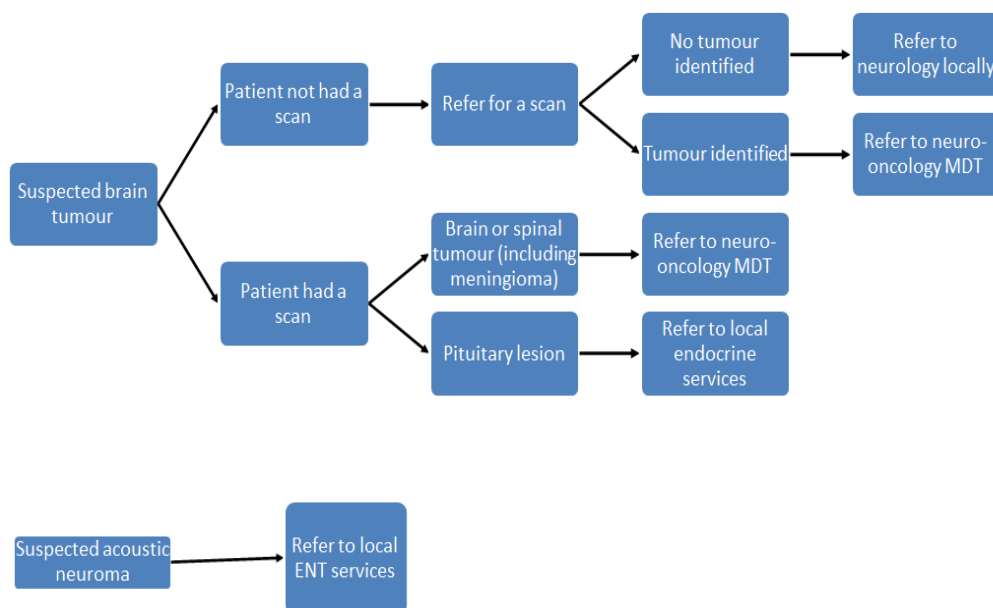 No tumour
identified
Refer to
neurology locally
Patient not had a
scan
Refer for a scan
Tumour identified
Refer to neuro-
oncology MDT
Suspected brain
tumour
Brain or spinal
tumour (including
meningioma)
Refer to neuro-
oncology MDT
Patient had a
scan
Pituitary lesion
Refer to local
endocrine
services
Suspected acoustic
neuroma
Refer to local
ENT services